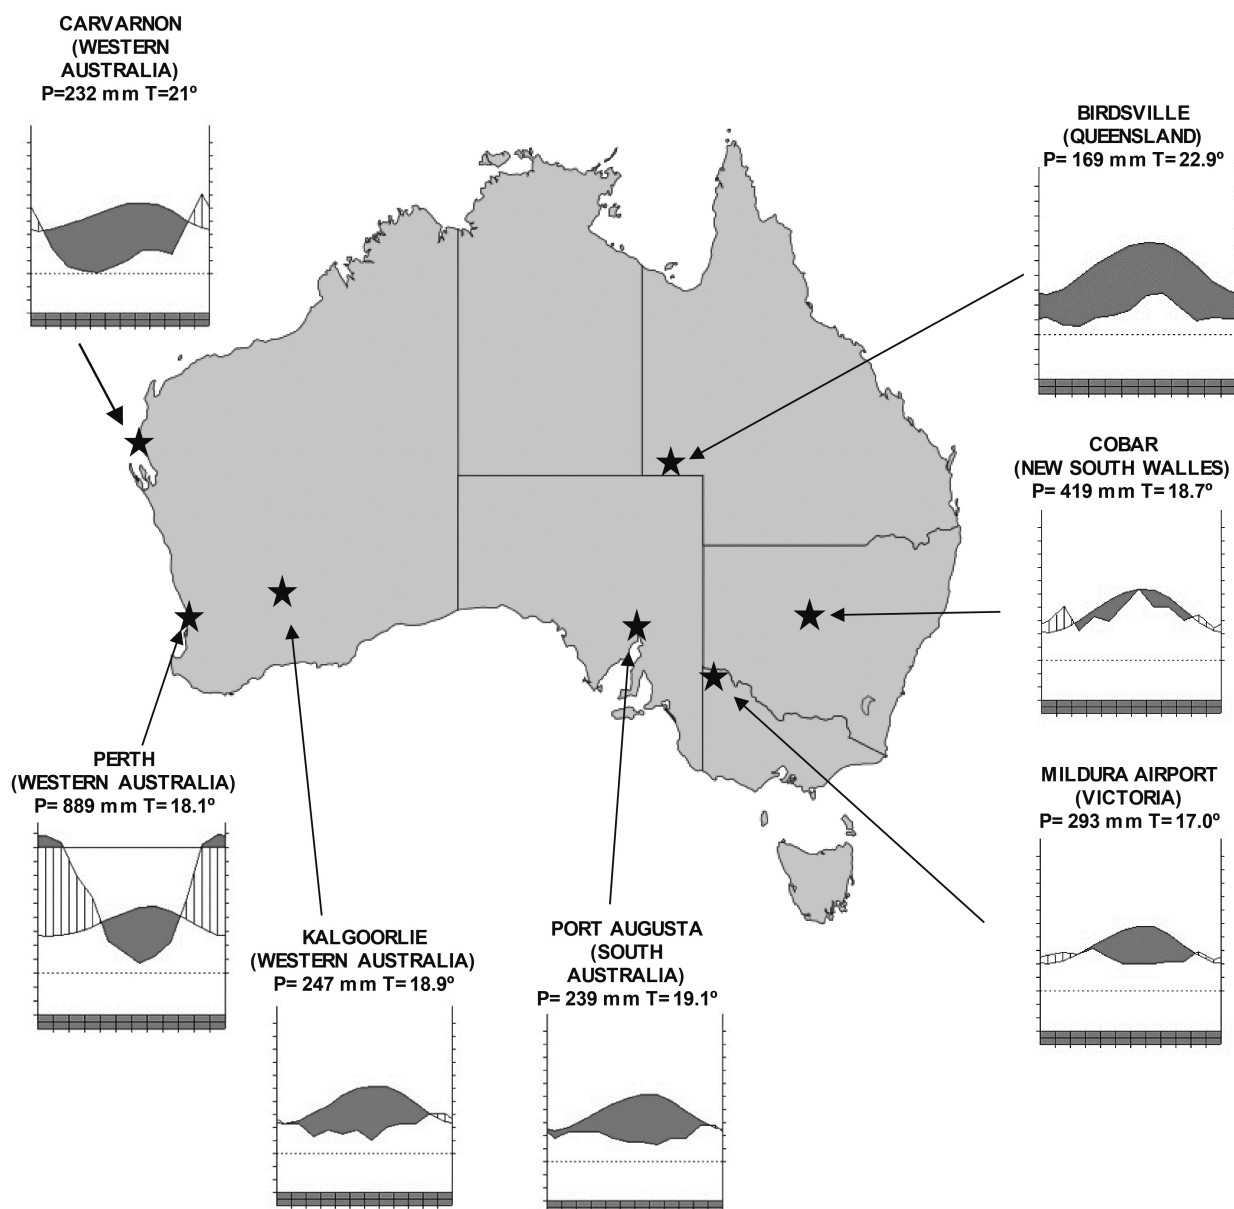 CARVARNON
(WESTERN
AUSTRALIA)
P=232 mm T=21º
BIRDSVILLE
(QUEENSLAND)
P= 169 mm T= 22.9º
COBAR
(NEW SOUTH WALLES)
P= 419 mm T= 18.7º
MILDURA AIRPORT
(VICTORIA)
P= 293 mm T= 17.0º
PERTH
(WESTERN AUSTRALIA)
P= 889 mm T= 18.1º
KALGOORLIE
(WESTERN AUSTRALIA)
P= 247 mm T= 18.9º
PORT AUGUSTA
(SOUTH
AUSTRALIA)
P= 239 mm T= 19.1º